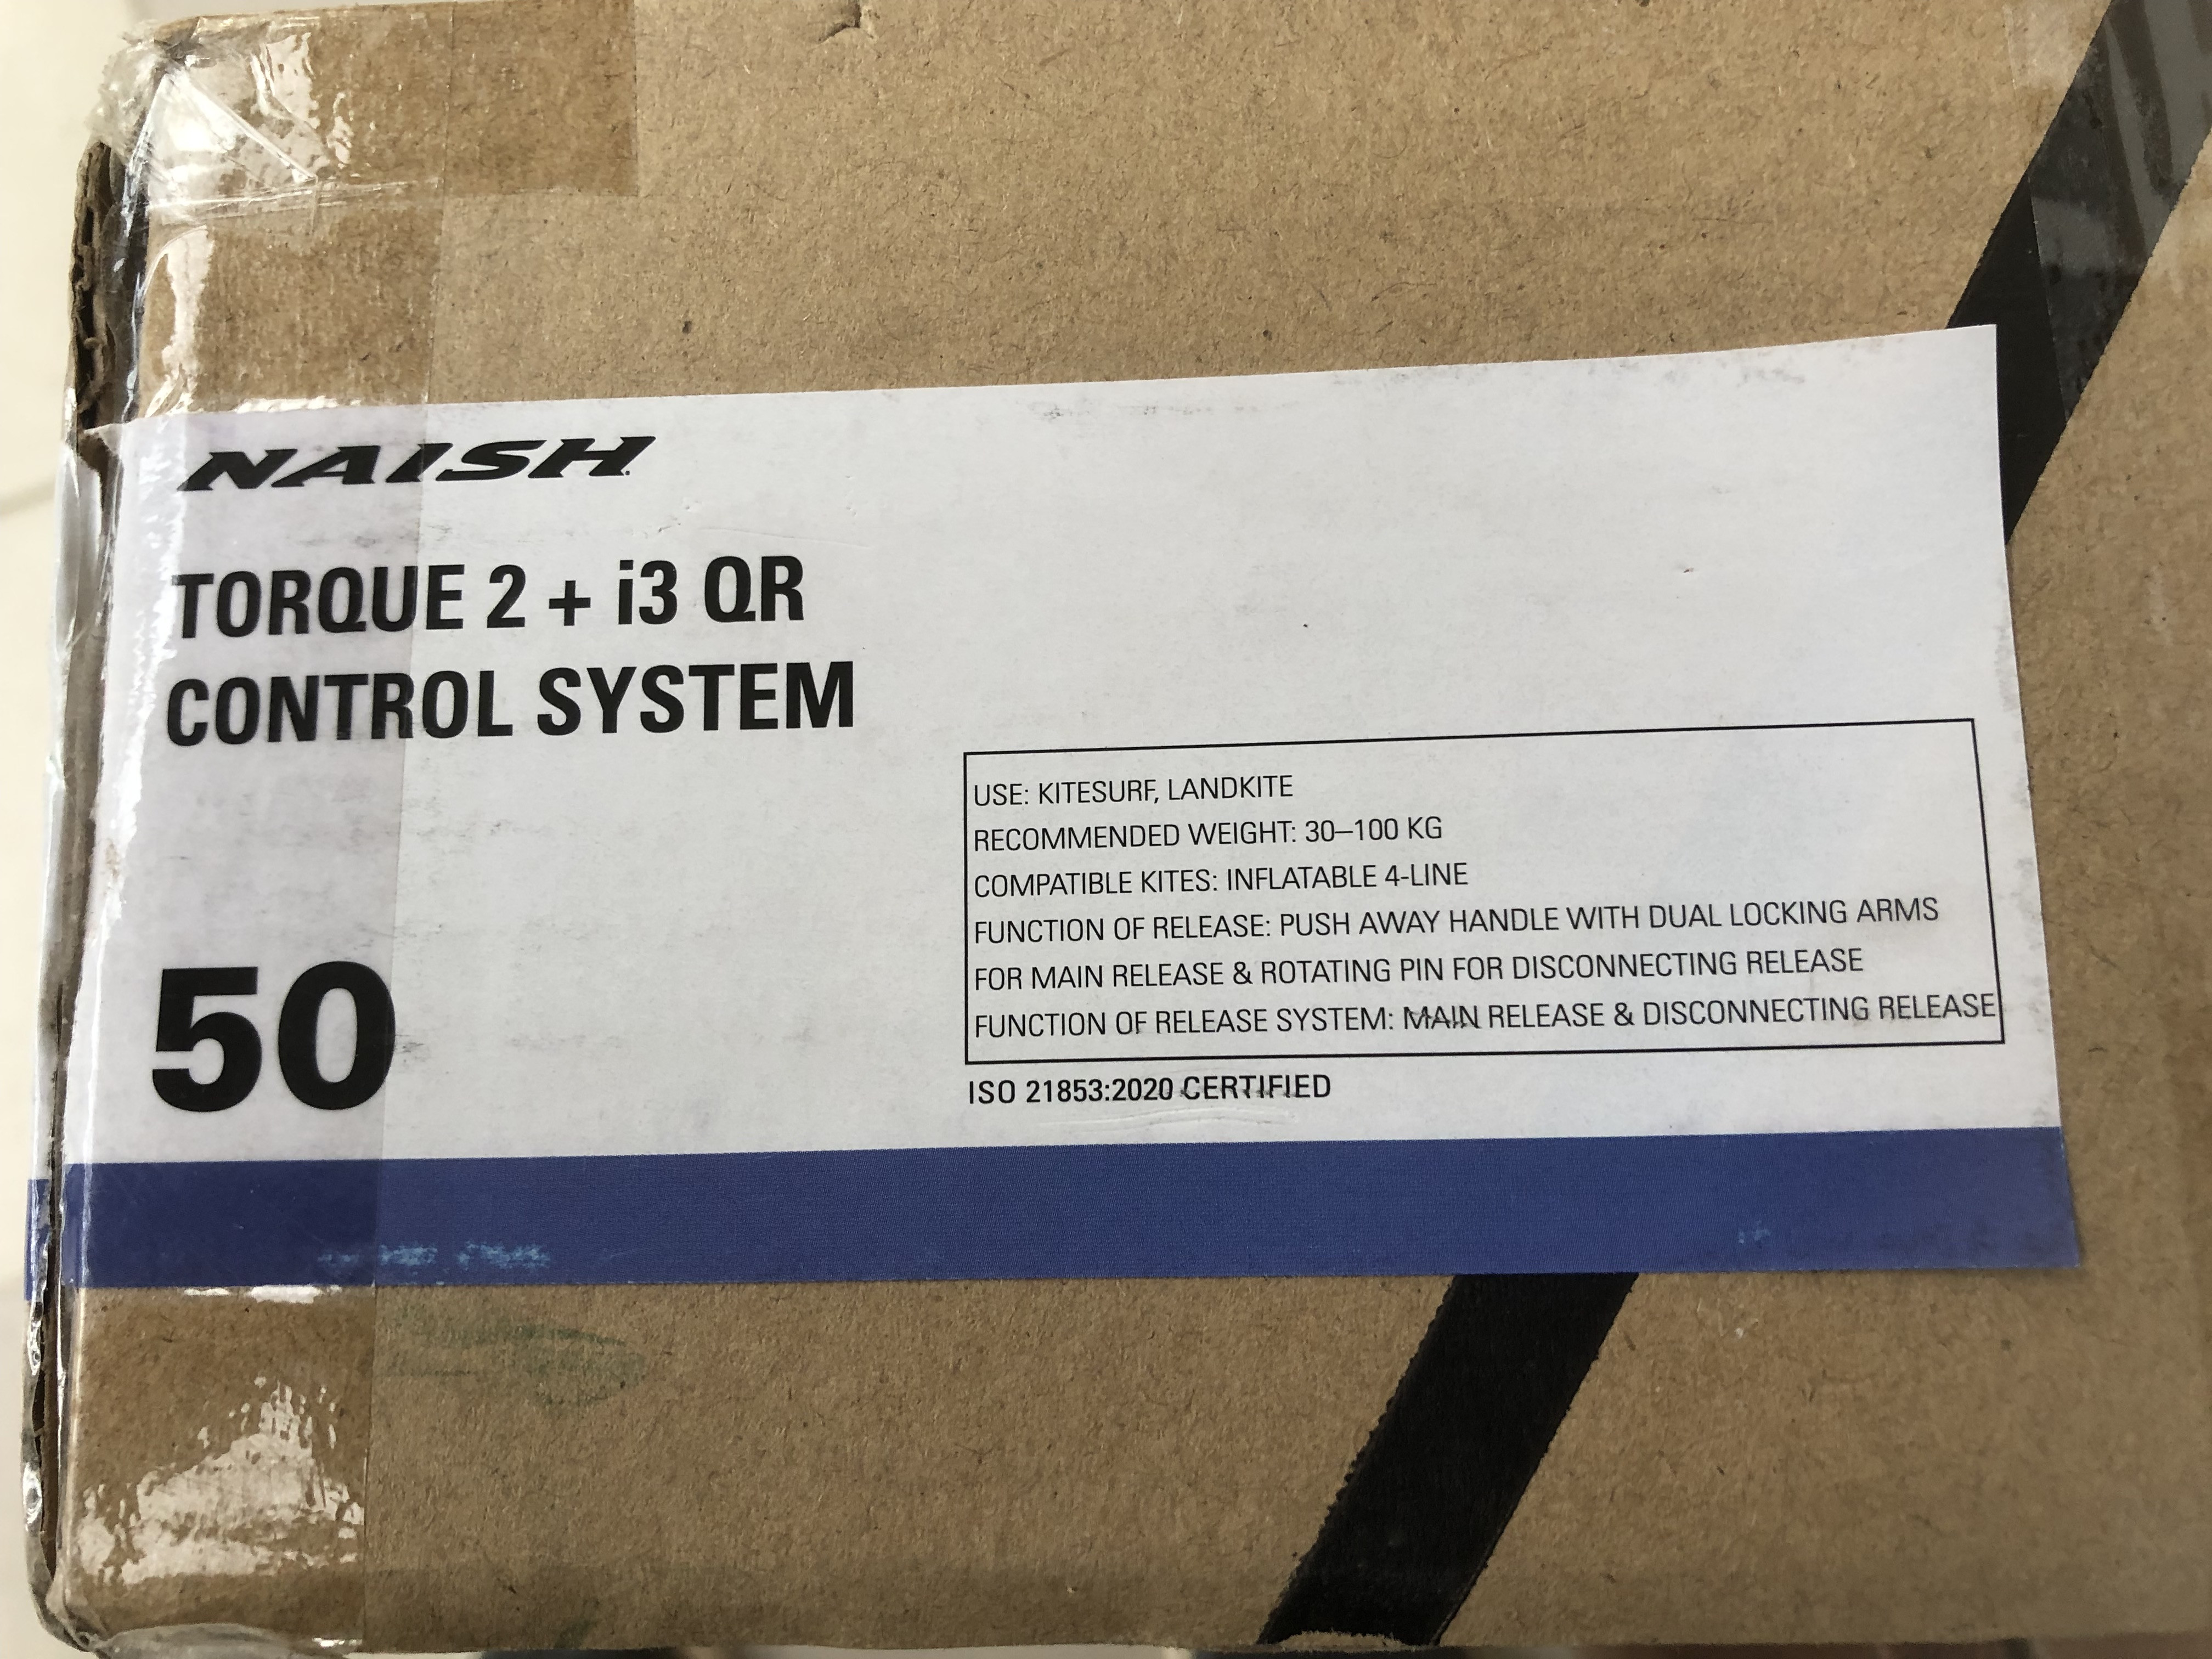 NAISH
TORQUE 2 + i3 QR
CONTROL SYSTEM
50
USE: KITESURF, LANDKITE
RECOMMENDED WEIGHT: 30–100 KG
COMPATIBLE KITES: INFLATABLE 4-LINE
FUNCTION OF RELEASE: PUSH AWAY HANDLE WITH DUAL LOCKING ARMS
FOR MAIN RELEASE & ROTATING PIN FOR DISCONNECTING RELEASE
FUNCTION OF RELEASE SYSTEM: MAIN RELEASE & DISCONNECTING RELEASE
ISO 21853:2020 CERTIFIED